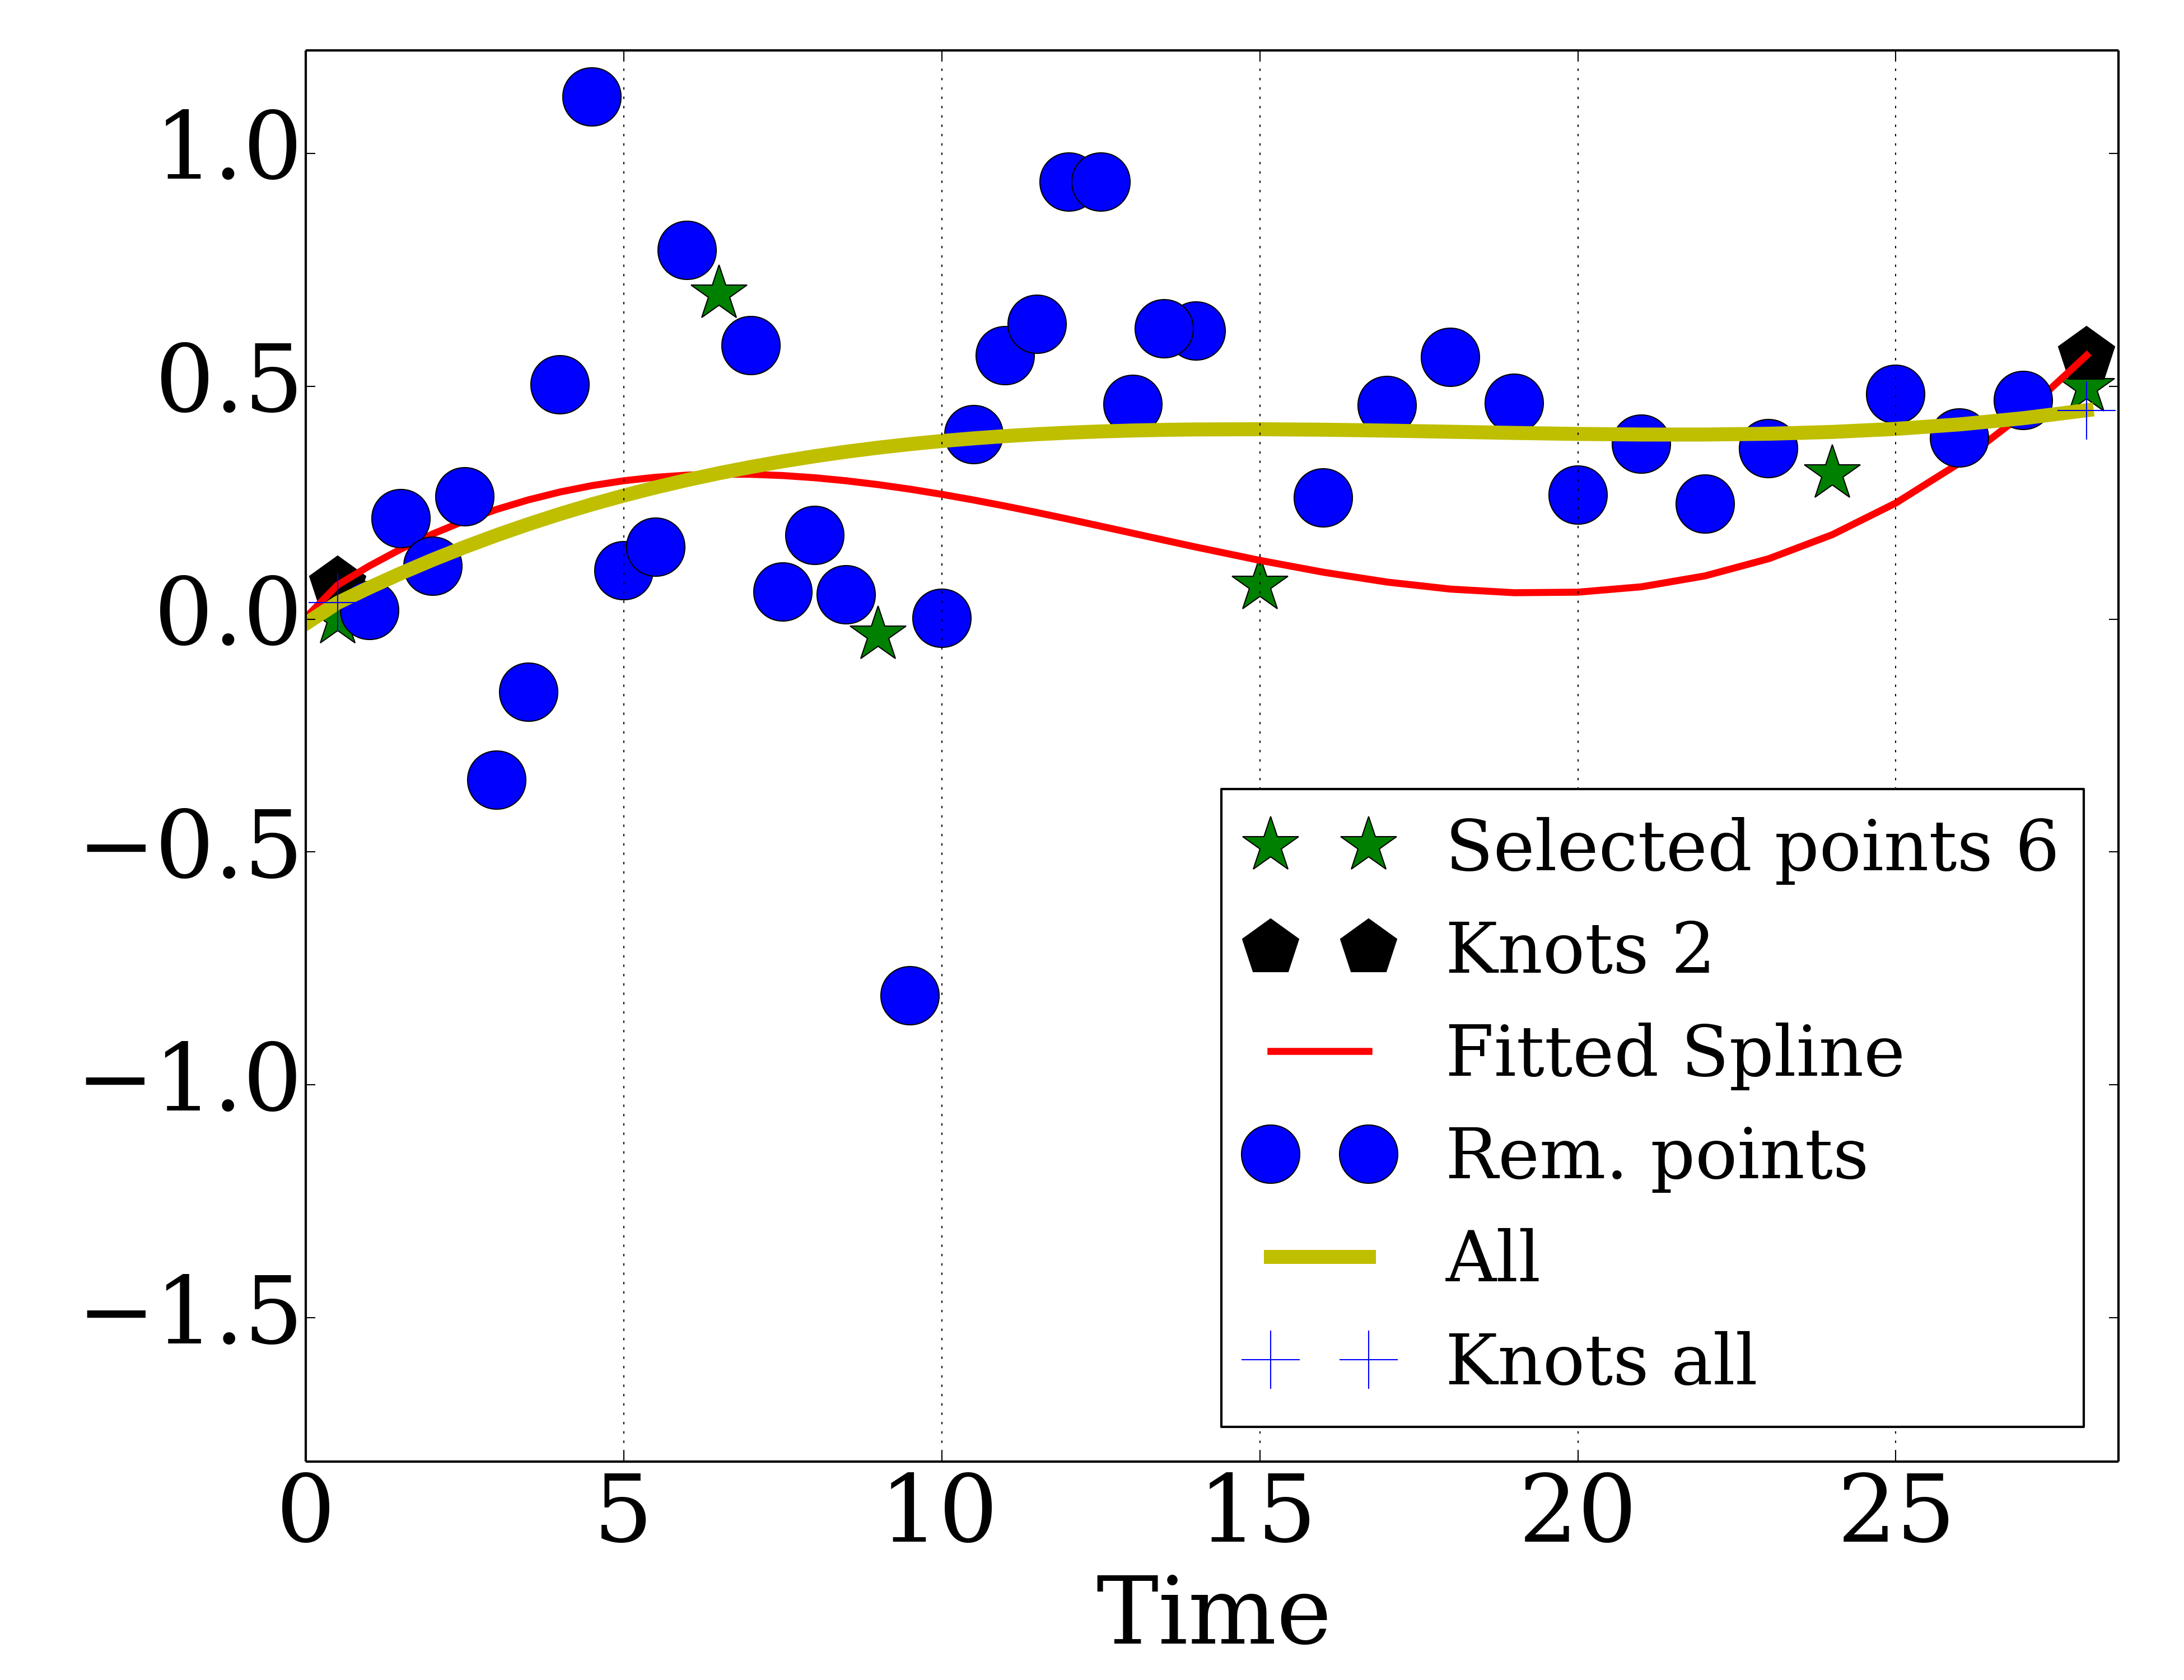 1.0
0.5
0.0
−0.5
−1.0
−1.5
Selected points 6
Knots 2
Fitted Spline
Rem. points
All
Knots all
0 5 10 15 20 25
Time